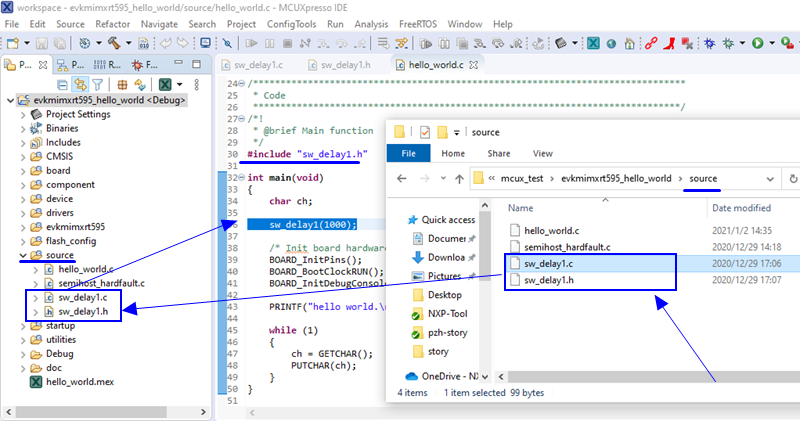 workspace - evkmimxrt595_hello_world/source/hello_world.c - MCUXpresso IDE
File Edit Source Refactor Navigate Search Project ConfigTools Run Analysis FreeRTOS Window Help
P... P... R... F...
sw_delay1.c sw_delay1.h hello_world.c
evkmimxrt595_hello_world <Debug>
Project Settings
Binaries
Includes
CMSIS
board
component
device
drivers
evkmimxrt595
flash_config
source
hello_world.c
semihost_hardfault.c
sw_delay1.c
sw_delay1.h
startup
utilities
Debug
doc
hello_world.mex
24 /*******************************************************************************
25 * Code
26 ******************************************************************************/
27 /*!
28 * @brief Main function
29 */
30 #include "sw_delay1.h"
31
32 int main(void)
33 {
34 char ch;
35
36 sw_delay1(1000);
37
38 /* Init board hardware
39 BOARD_InitPins();
40 BOARD_BootClockRUN();
41 BOARD_InitDebugConsol
42
43 PRINTF("hello world.\
44
45 while (1)
46 {
47 ch = GETCHAR();
48 PUTCHAR(ch);
49 }
50 }
51
source
File Home Share View
mcux_test evkmimxrt595_hello_world source
Name Date modified
Quick access
Documen
Downloa
Pictures
Desktop
NXP-Tool
pzh-story
story
OneDrive - NX
hello_world.c 2021/1/2 14:35
semihost_hardfault.c 2020/12/29 14:18
sw_delay1.c 2020/12/29 17:06
sw_delay1.h 2020/12/29 17:07
4 items 1 item selected 99 bytes